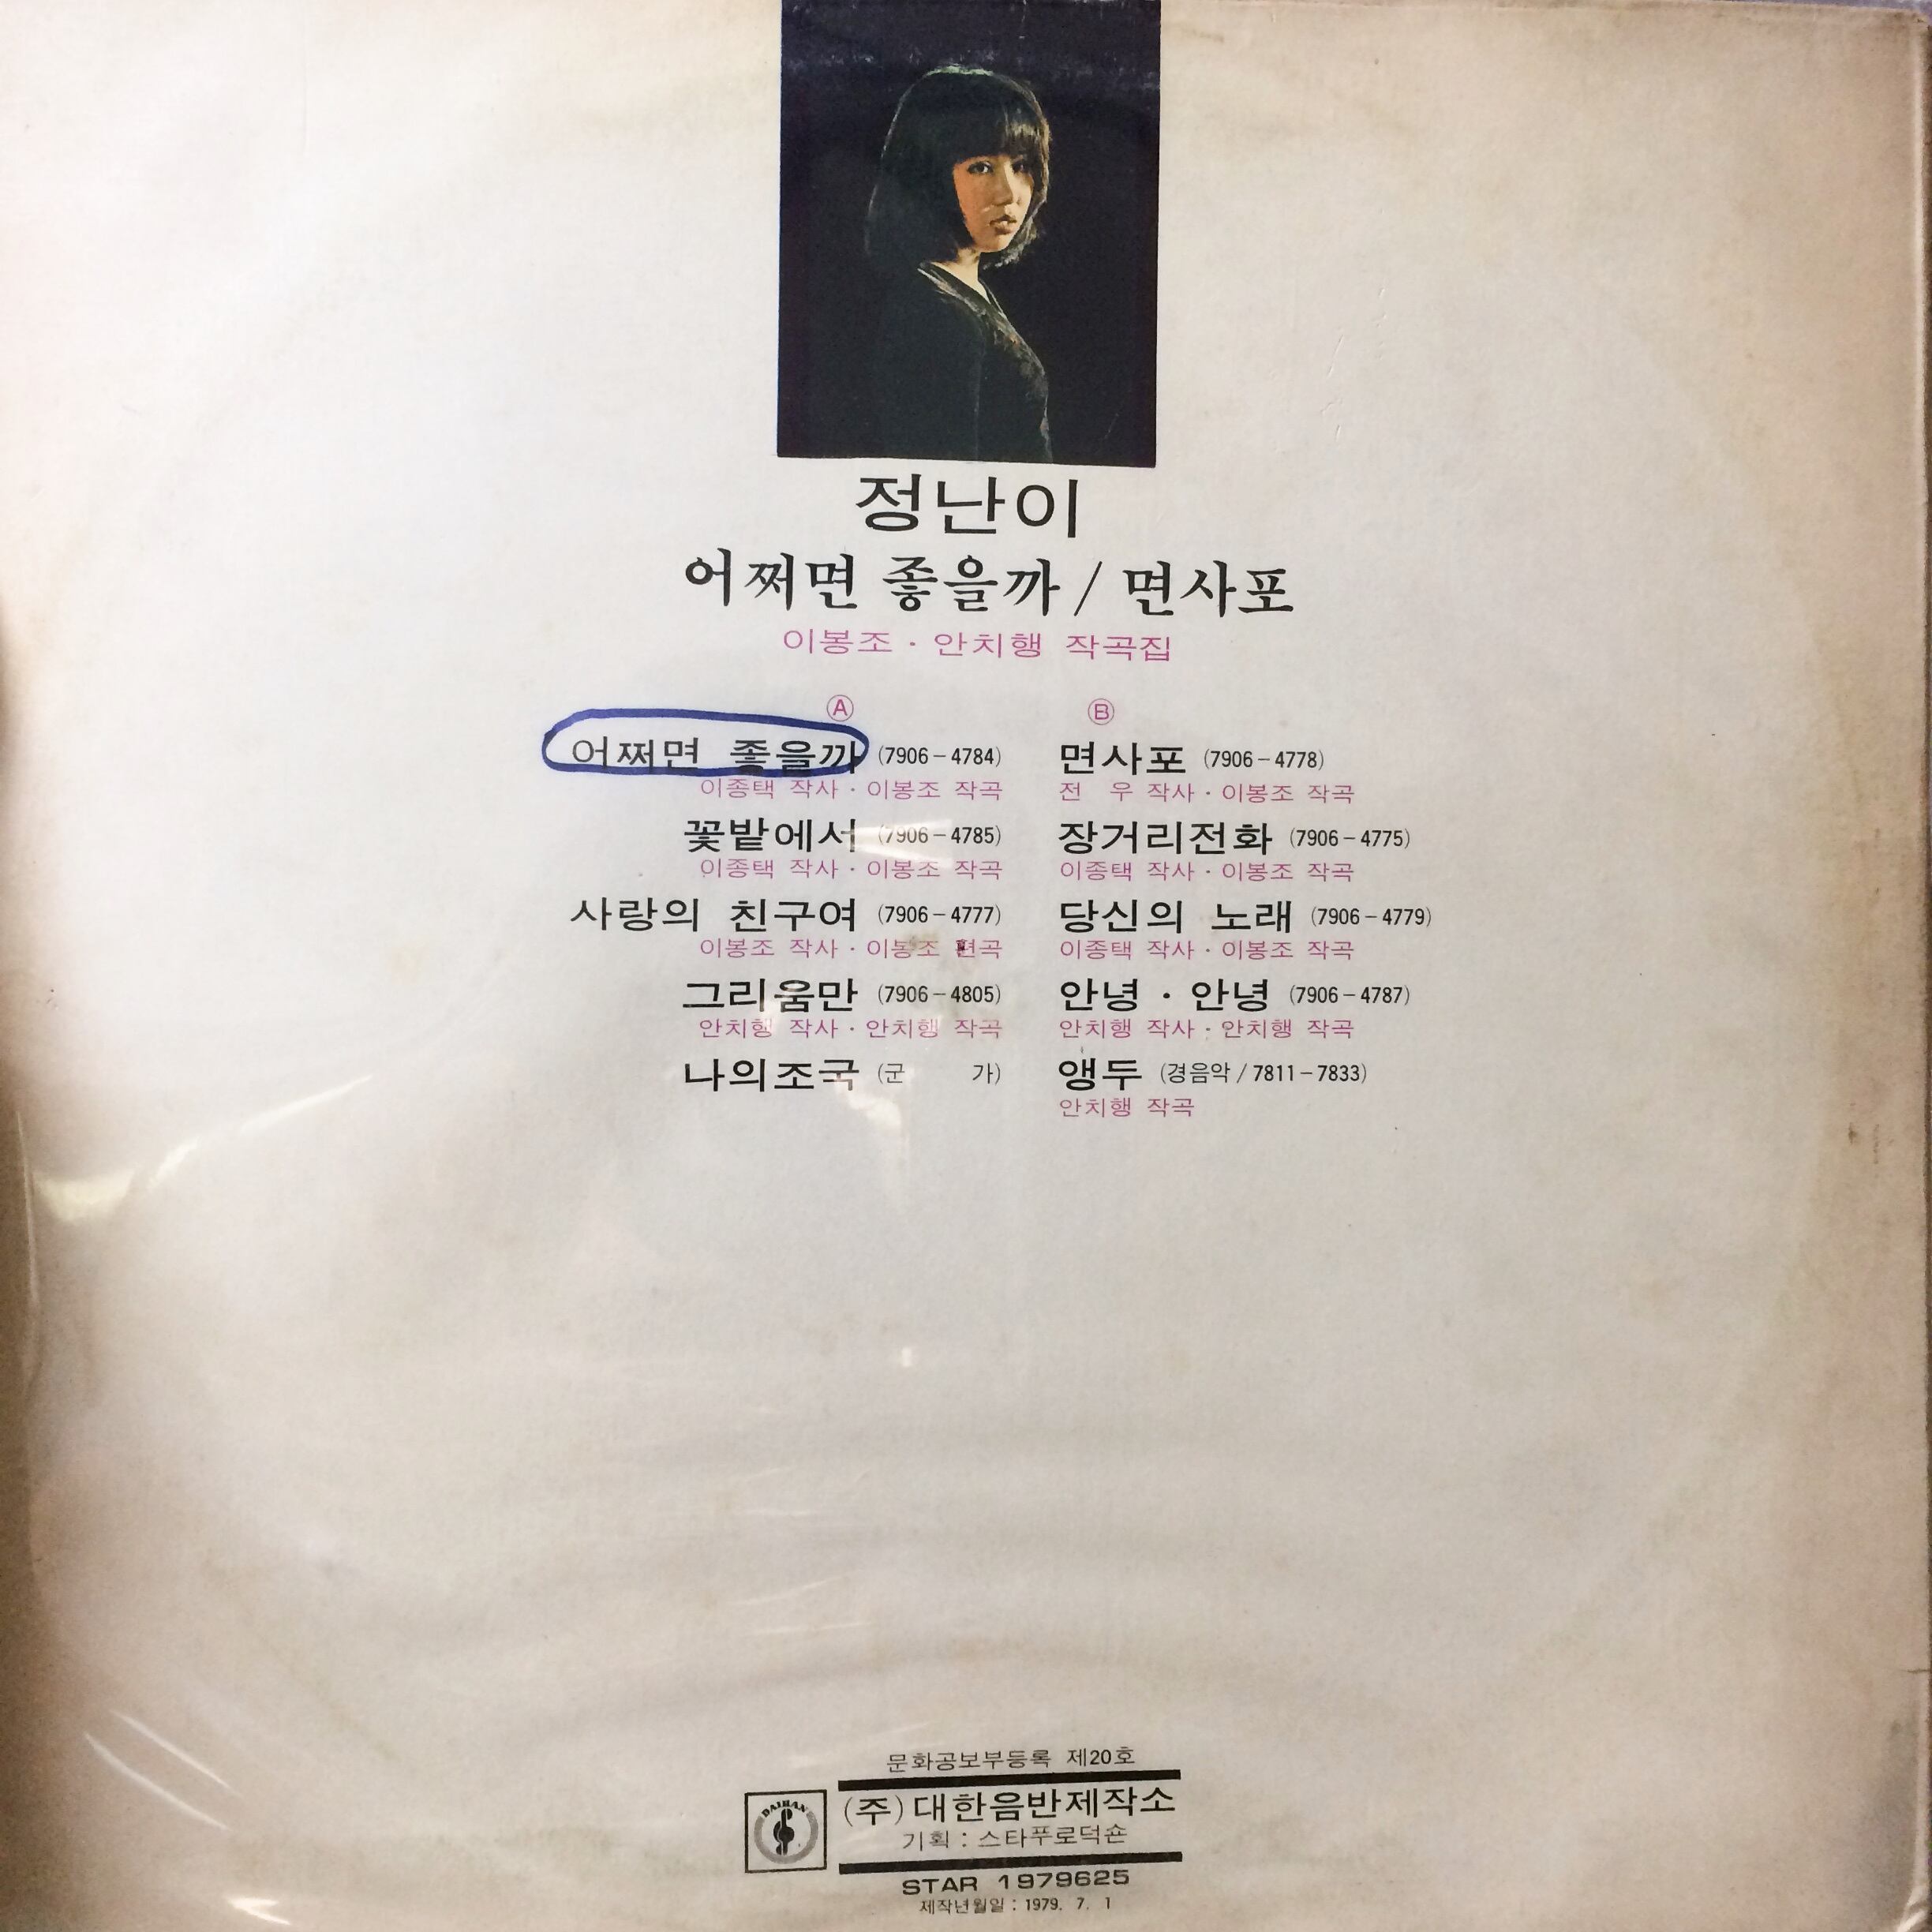 정난이
어쩌면 좋을까 / 면사포
이봉조 · 안치행 작곡집
Ⓐ
어쩌면 좋을까 (7906-4784)
이종택 작사 · 이봉조 작곡
꽃밭에서 (7906-4785)
이종택 작사 · 이봉조 작곡
사랑의 친구여 (7906-4777)
이봉조 작사 · 이봉조 편곡
그리움만 (7906-4805)
안치행 작사 · 안치행 작곡
나의조국 (군 가)
Ⓑ
면사포 (7906-4778)
전 우 작사 · 이봉조 작곡
장거리전화 (7906-4775)
이종택 작사 · 이봉조 작곡
당신의 노래 (7906-4779)
이종택 작사 · 이봉조 작곡
안녕 · 안녕 (7906-4787)
안치행 작사 · 안치행 작곡
앵두 (경음악 / 7811-7833)
안치행 작곡
문화공보부등록 제20호
DAIHAN
(주)대한음반제작소
기획 : 스타푸로덕숀
STAR 1979625
제작년월일 : 1979. 7. 1